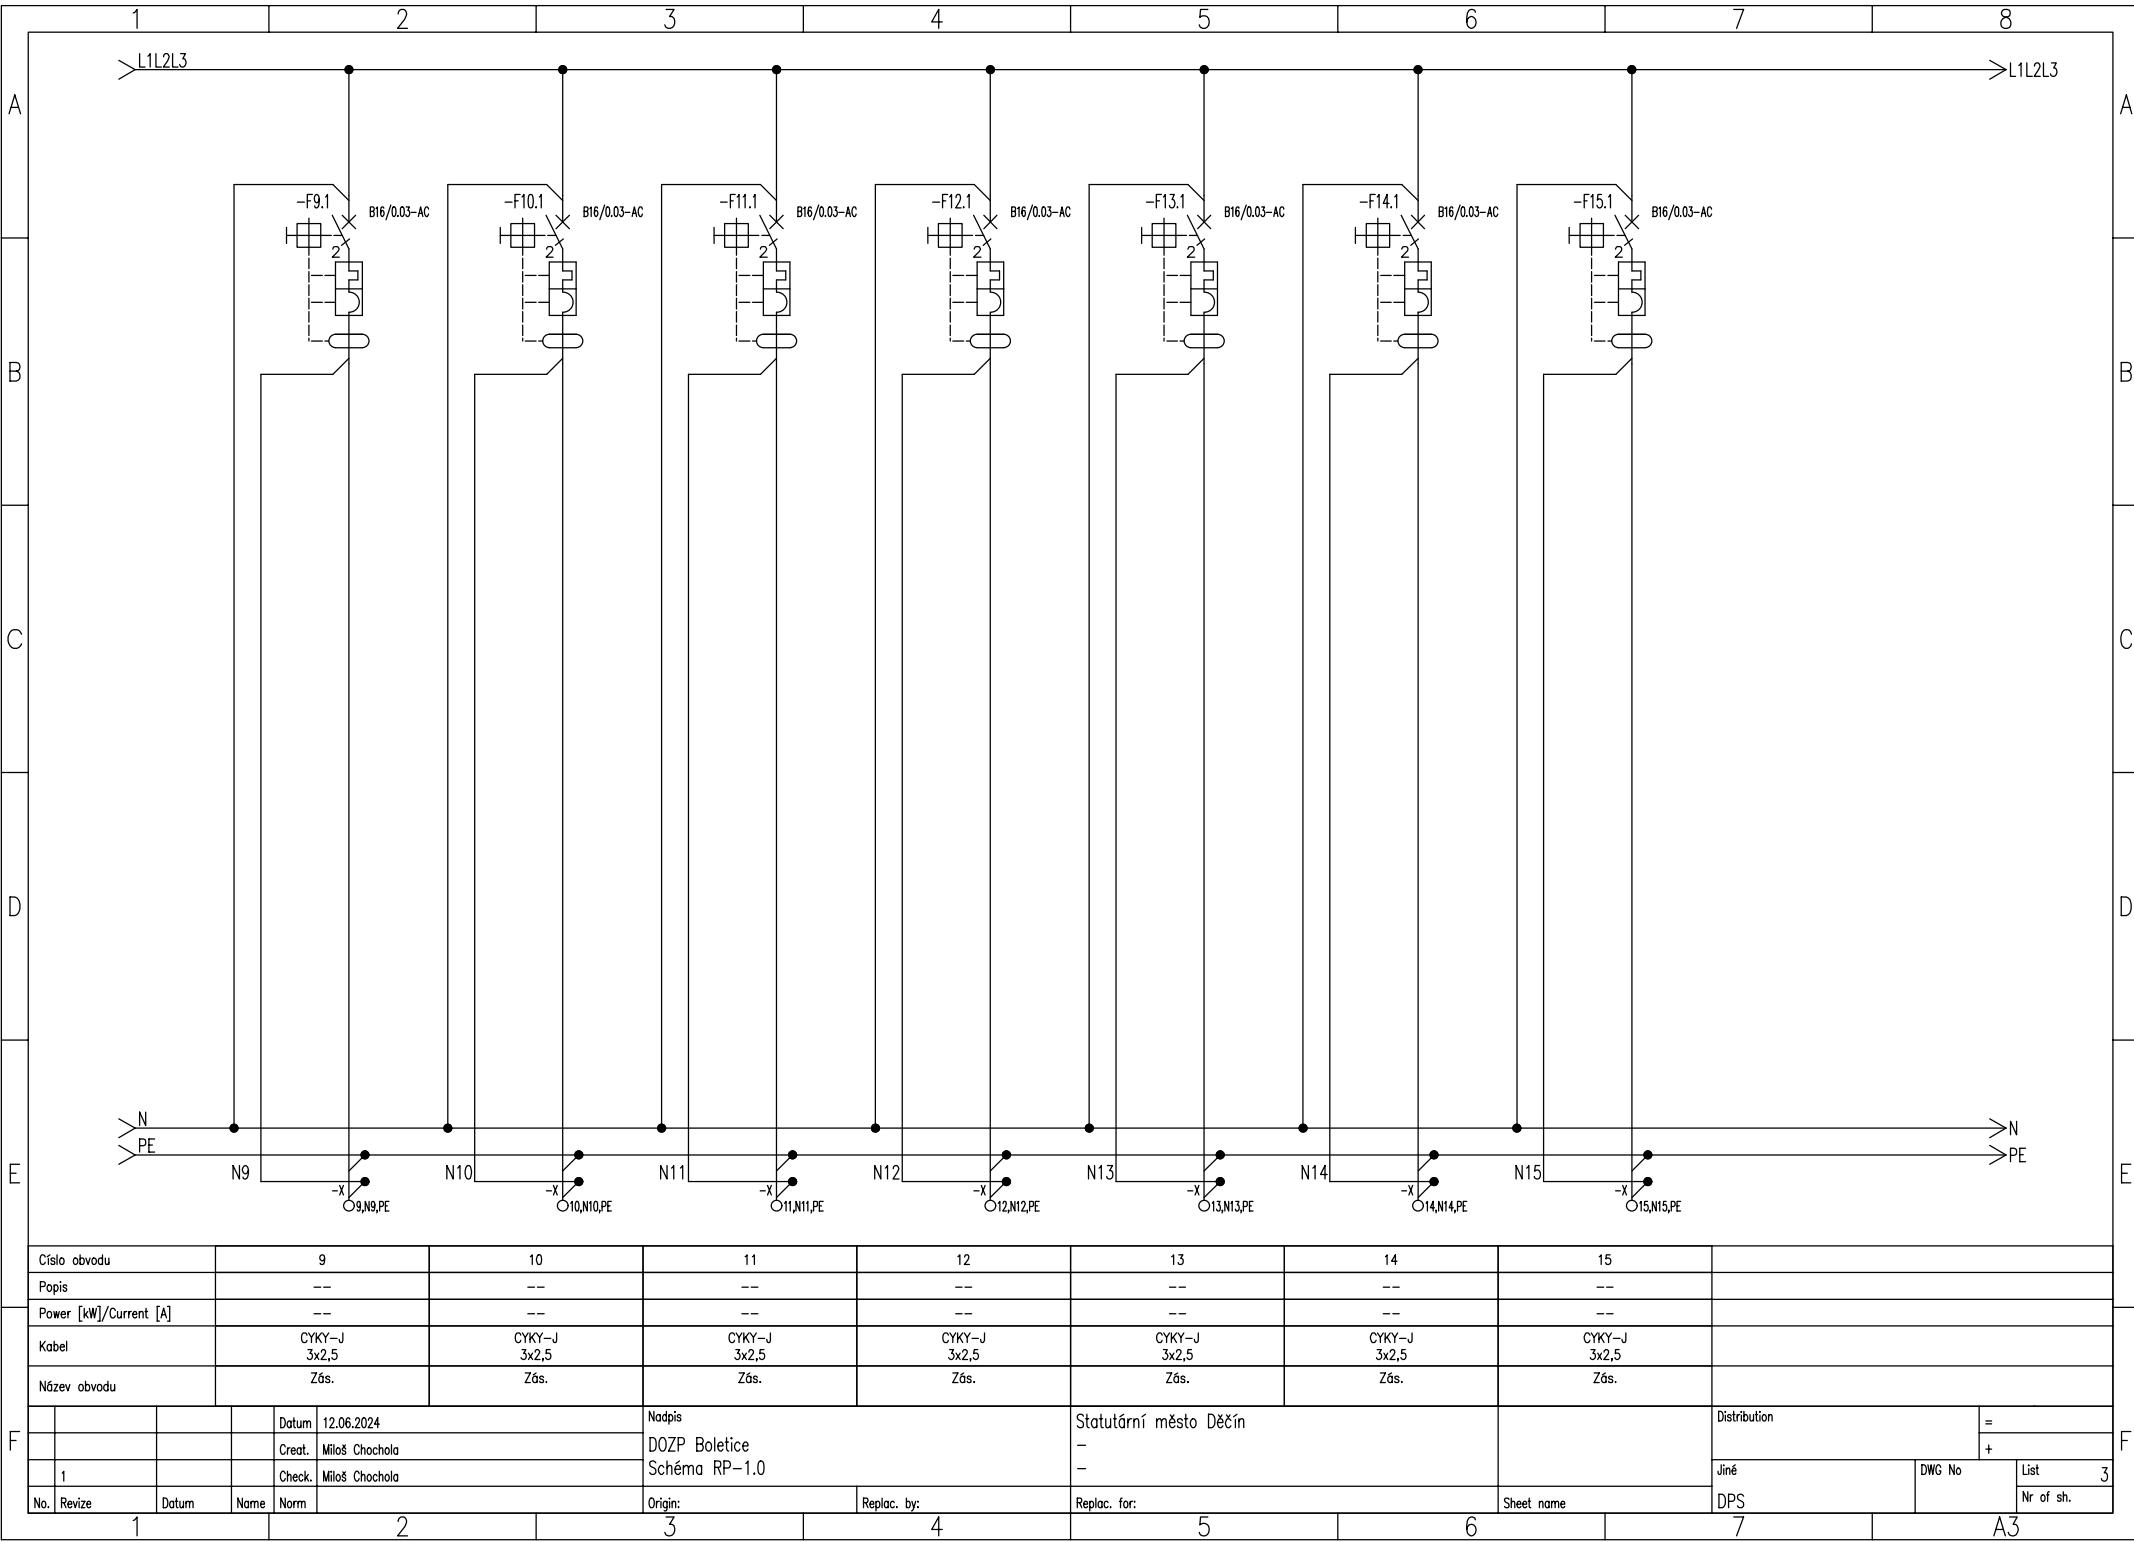 1 2 3 4 5 6 7 8
L1L2L3 L1L2L3
A A
-F9.1 B16/0.03-AC -F10.1 B16/0.03-AC -F11.1 B16/0.03-AC -F12.1 B16/0.03-AC -F13.1 B16/0.03-AC -F14.1 B16/0.03-AC -F15.1 B16/0.03-AC
2 2 2 2 2 2 2
B B
C C
D D
N N
PE PE
E N9 N10 N11 N12 N13 N14 N15 E
-X -X -X -X -X -X -X
9,N9,PE 10,N10,PE 11,N11,PE 12,N12,PE 13,N13,PE 14,N14,PE 15,N15,PE
Císlo obvodu 9 10 11 12 13 14 15
Popis -- -- -- -- -- -- --
Power [kW]/Current [A] -- -- -- -- -- -- --
Kabel CYKY-J CYKY-J CYKY-J CYKY-J CYKY-J CYKY-J CYKY-J
3x2,5 3x2,5 3x2,5 3x2,5 3x2,5 3x2,5 3x2,5
Název obvodu Zás. Zás. Zás. Zás. Zás. Zás. Zás.
Datum 12.06.2024 Nadpis Statutární město Děčín Distribution =
F Creat. Miloš Chochola DOZP Boletice - + F
1 Check. Miloš Chochola Schéma RP-1.0 - Jiné DWG No List 3
No. Revize Datum Name Norm Origin: Replac. by: Replac. for: Sheet name DPS Nr of sh.
1 2 3 4 5 6 7 A3